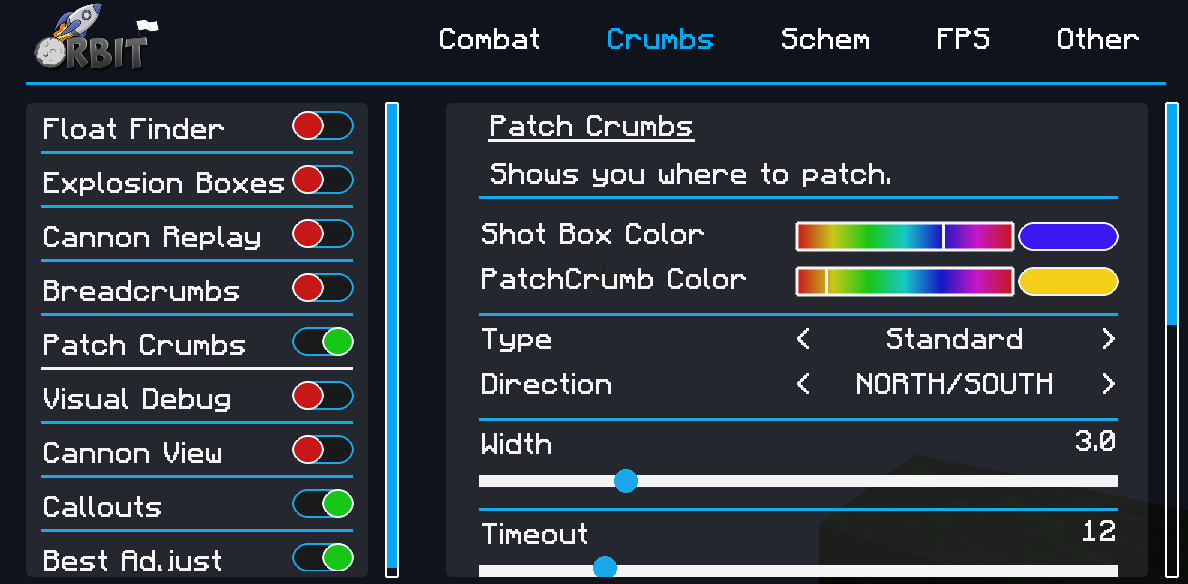 ORBIT
Combat Crumbs Schem FPS Other
Float Finder
Explosion Boxes
Cannon Replay
Breadcrumbs
Patch Crumbs
Visual Debug
Cannon View
Callouts
Best Adjust
Patch Crumbs
Shows you where to patch.
Shot Box Color
PatchCrumb Color
Type < Standard >
Direction < NORTH/SOUTH >
Width 3.0
Timeout 12